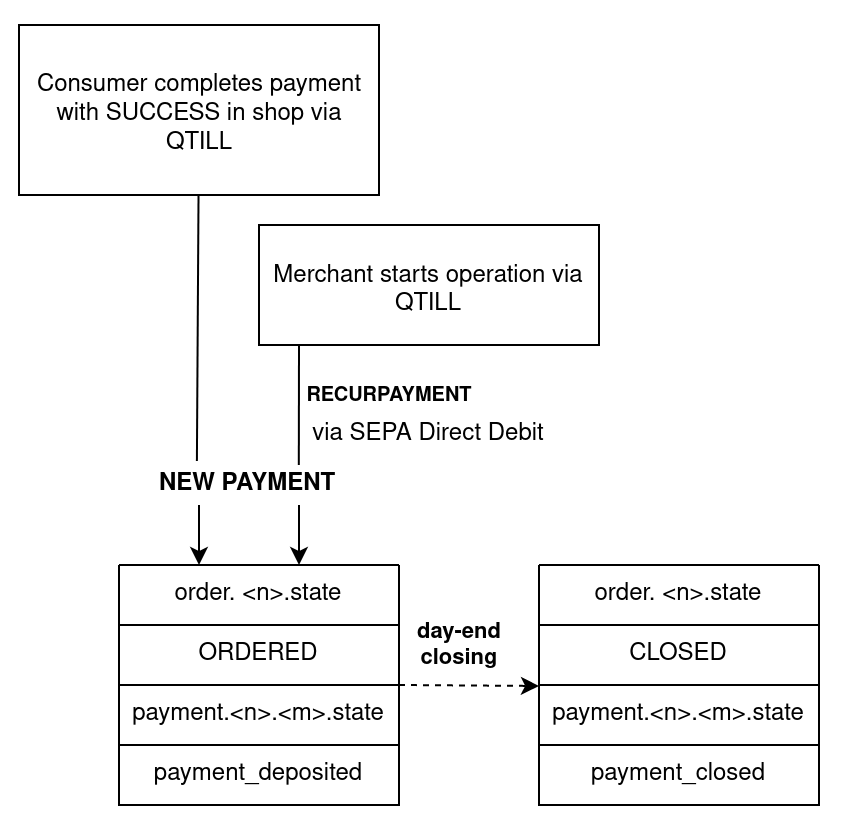 Consumer completes payment
with SUCCESS in shop via
QTILL
Merchant starts operation via
QTILL
RECURPAYMENT
via SEPA Direct Debit
NEW PAYMENT
order. <n>.state
ORDERED
payment.<n>.<m>.state
payment_deposited
day-end
closing
order. <n>.state
CLOSED
payment.<n>.<m>.state
payment_closed